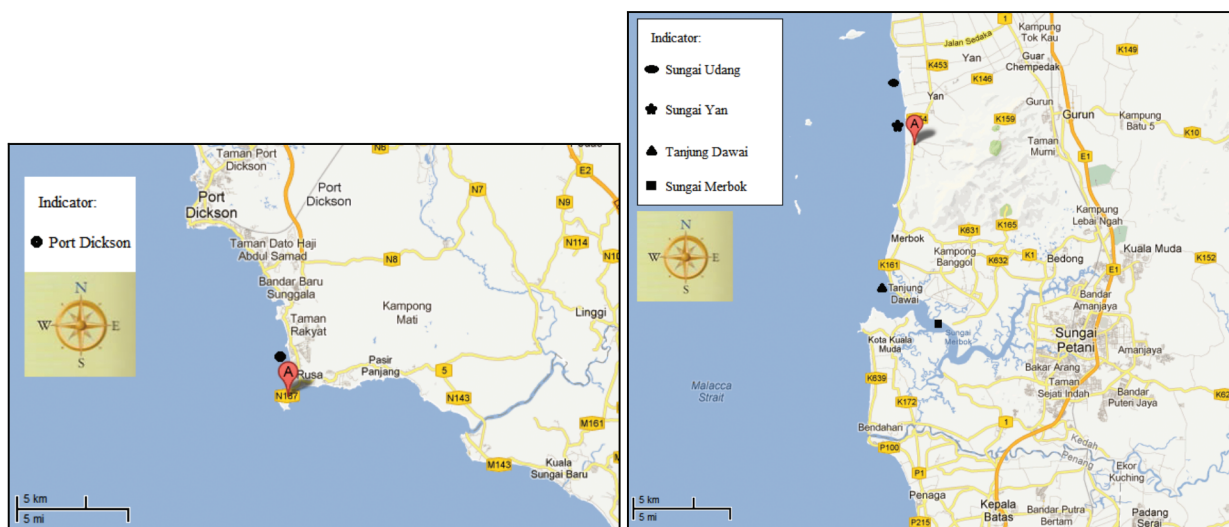 Indicator:
Port Dickson
N
W E
S
Taman Port
Dickson
Port
Dickson
Port
Dickson
Taman Dato Haji
Abdul Samad
Bandar Baru
Sunggala
Taman
Rakyat
Kampong
Mati
Linggi
Pasir
Panjang
Rusa
A
N6
E2
N7
N9
N114
N8
5
N143
M161
M143
Kuala
Sungai Baru
5 km
5 mi
Indicator:
Sungai Udang
Sungai Yan
Tanjung Dawai
Sungai Merbok
N
W E
S
1
Kampung
Tok Kau
Jalan Sedaka
Yan
Guar
Chempedak
K149
K453
K146
Yan
Gurun
Gurun
Kampung
Batu 5
A
K159
K10
Taman
Murni
E1
Kampung
Lebai Ngah
K165
K631
Merbok
Kampong
Banggol
K632
K1
Bedong
Kuala Muda
K152
K161
E1
Tanjung
Dawai
Bandar
Amanjaya
Sungai
Merbok
Sungai
Petani
Kota Kuala
Muda
Amanjaya
Bakar Arang
K639
Taman
Sejati Indah
Bandar
Puteri Jaya
Malacca
Strait
K172
Bendahan
1
P100
Kedah
Penang
P1
Ekor
Kuching
Penaga
Kepala
Batas
Bandar Putra
Bertam
Padang
Serai
P215
5 km
5 mi